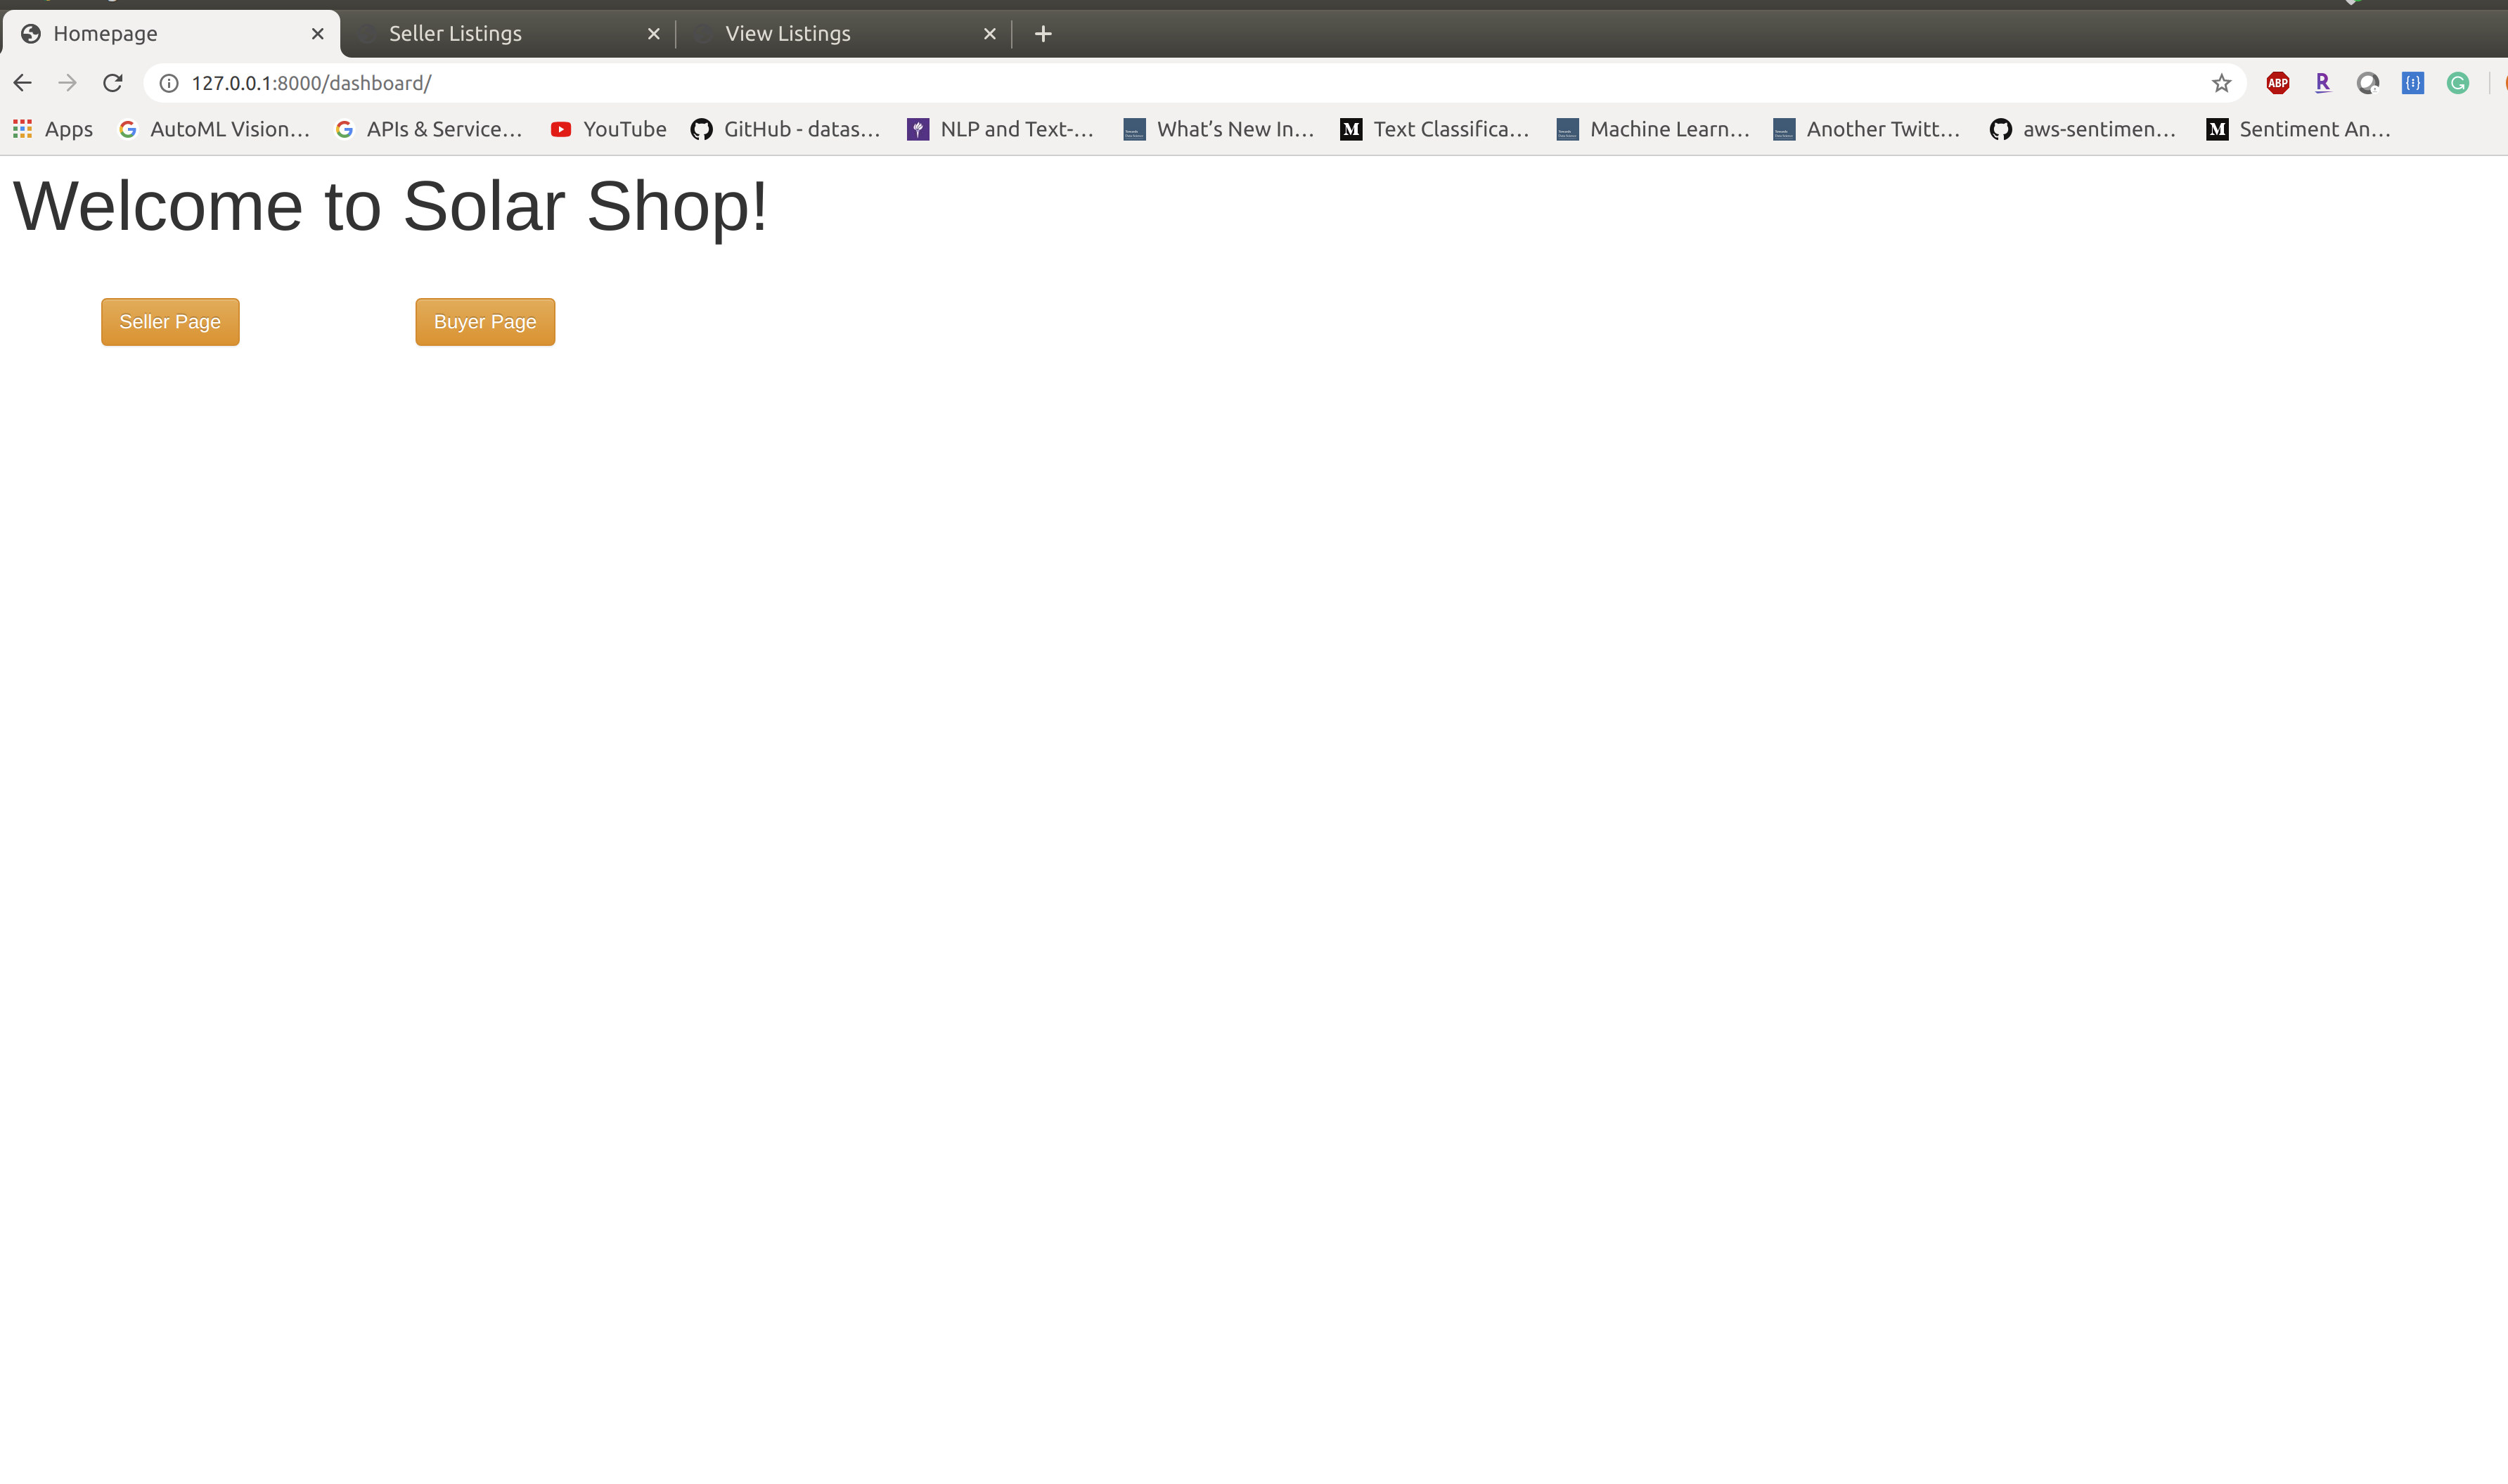 Homepage Seller Listings View Listings
127.0.0.1:8000/dashboard/ ABP R {:}
Apps AutoML Vision… APIs & Service… YouTube GitHub - datas… NLP and Text-… What’s New In… M Text Classifica… Machine Learn… Another Twitt… aws-sentimen… M Sentiment An…
Welcome to Solar Shop!
Seller Page Buyer Page